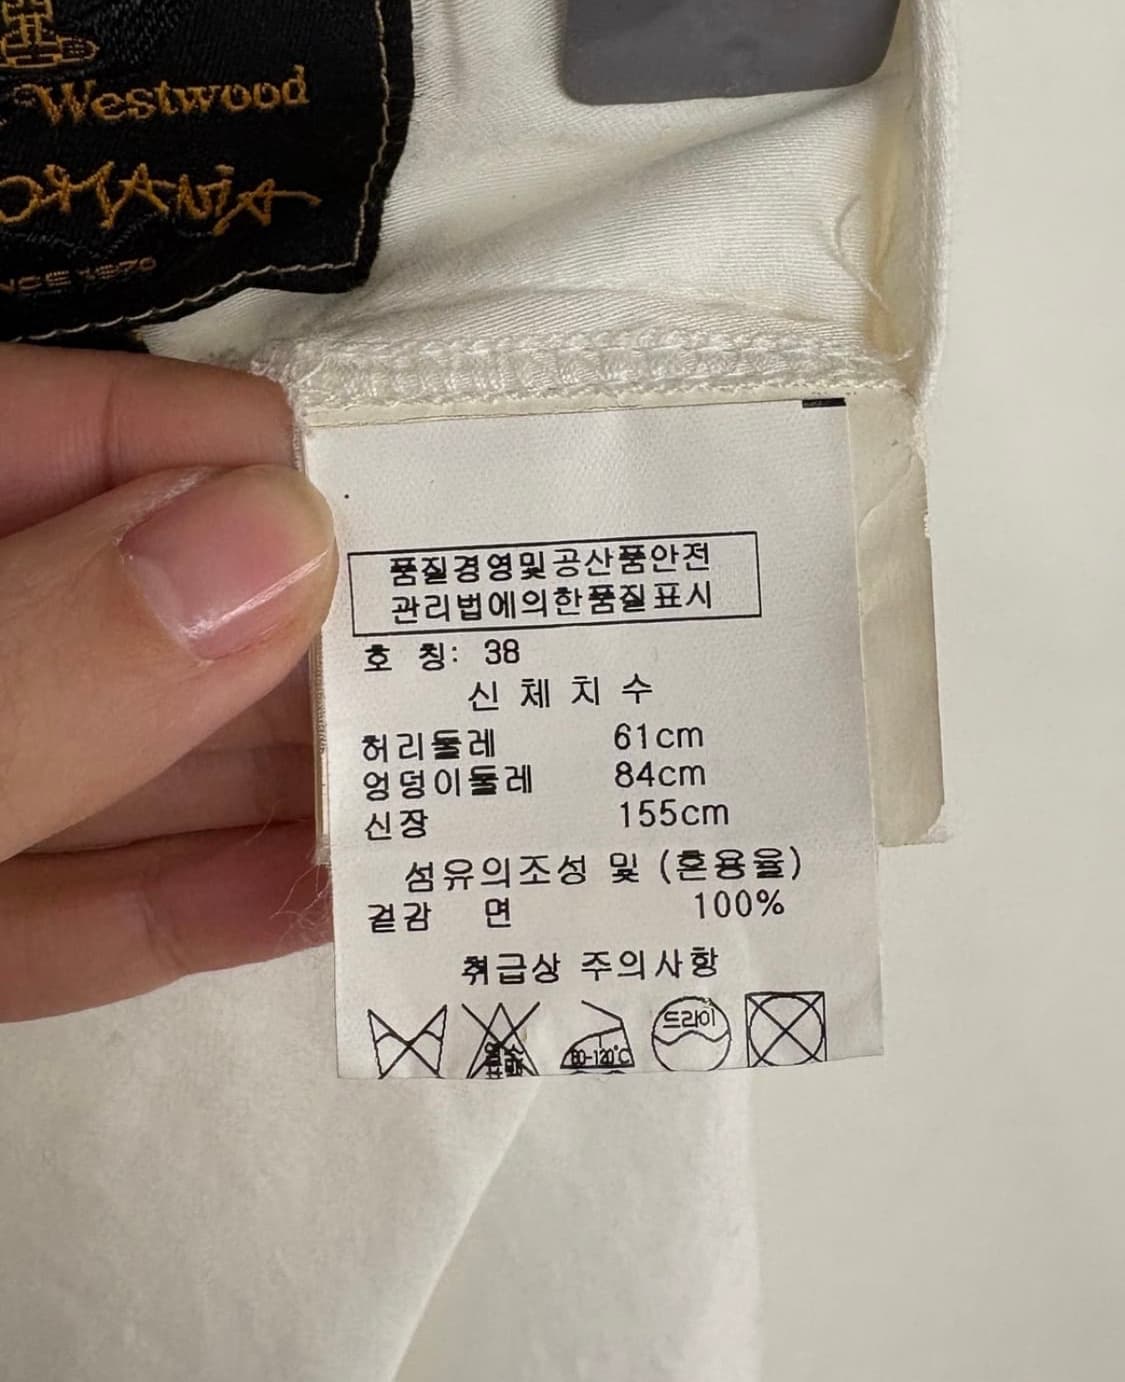 Westwood
품질경영및공산품안전
관리법에의한품질표시
호 칭: 38
신 체 치 수
허리둘레 61cm
엉덩이둘레 84cm
신장 155cm
섬유의조성 및 (혼용율)
겉감 면 100%
취급상 주의사항
80-120℃ 드라이